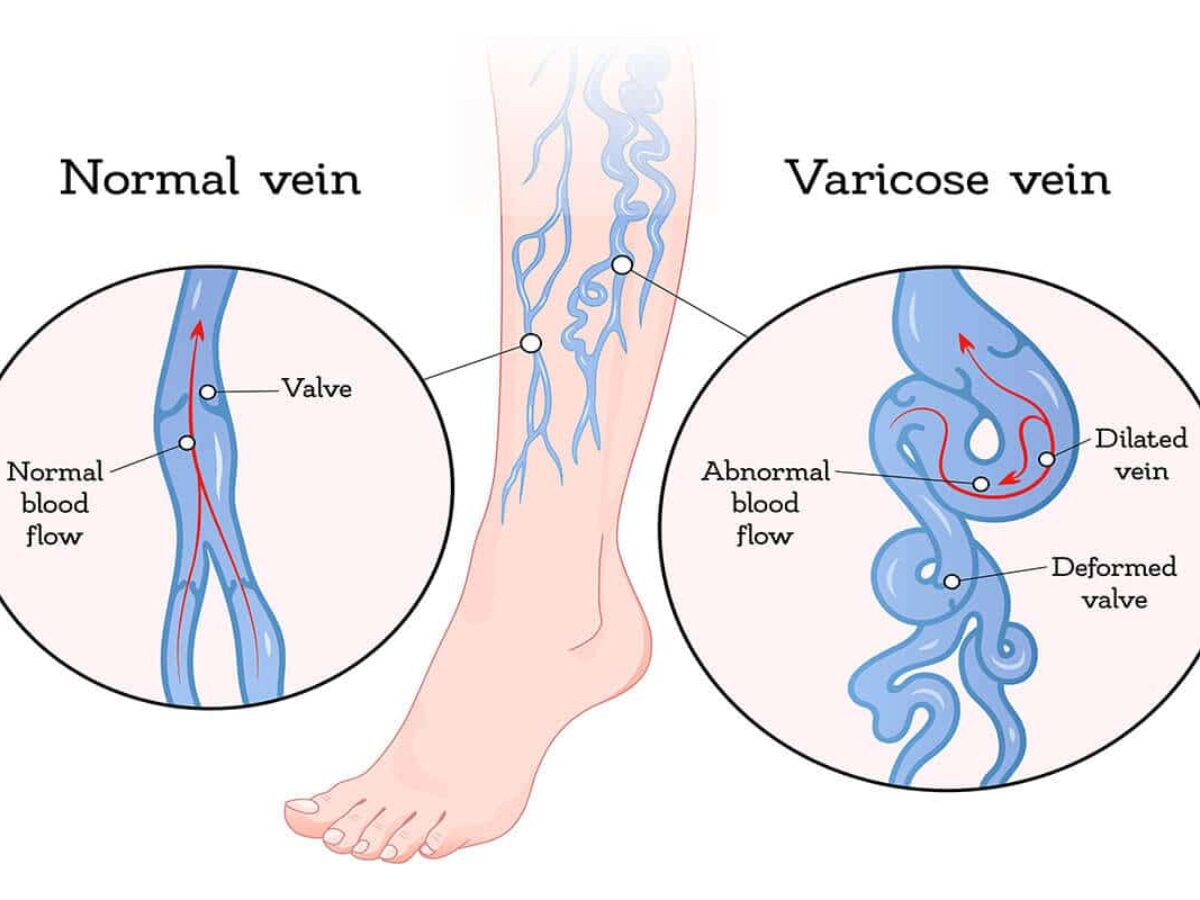 Normal vein
Varicose vein
Valve
Normal
blood
flow
Abnormal
blood
flow
Dilated
vein
Deformed
valve